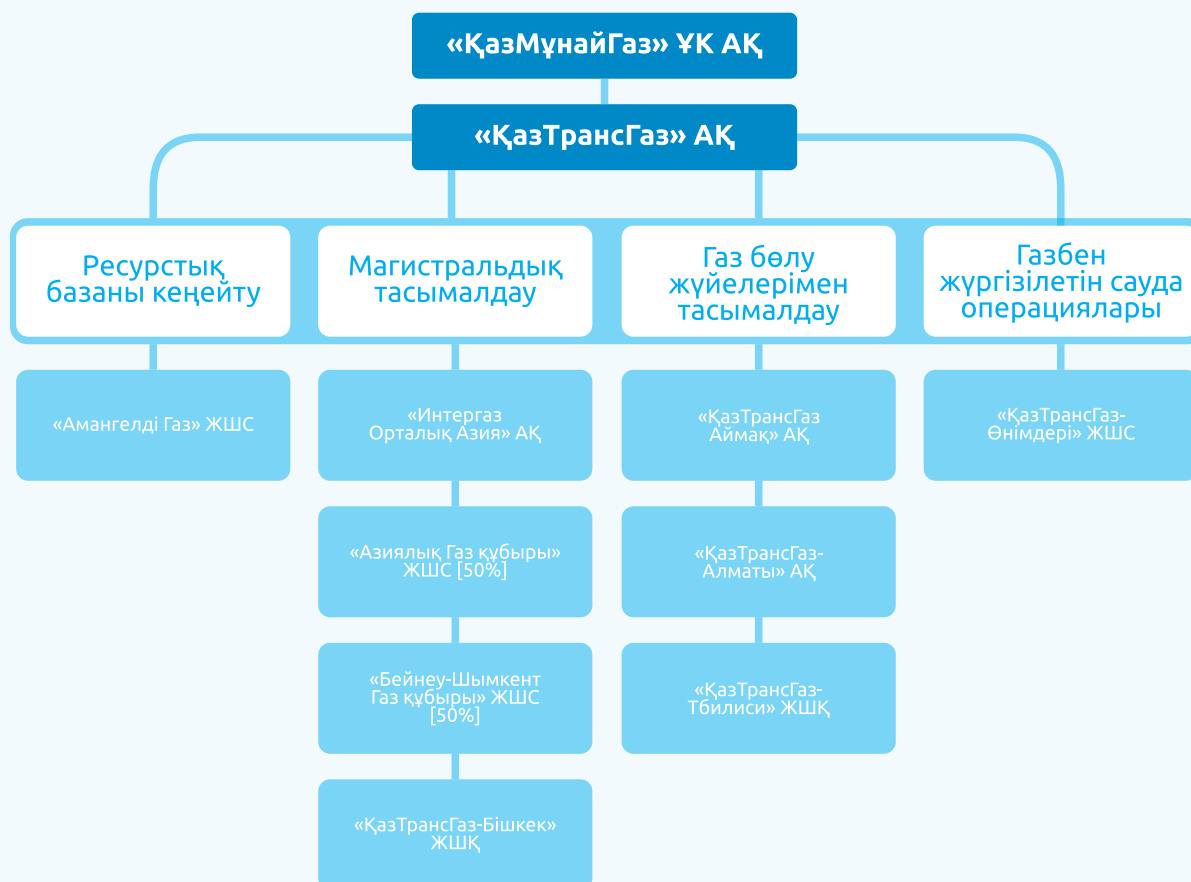 «ҚазМұнайГаз» ҰК АҚ
«ҚазТрансГаз» АҚ
Ресурстық
базаны кеңейту
Магистральдық
тасымалдау
Газ бөлу
жүйелерімен
тасымалдау
Газбен
жүргізілетін сауда
операциялары
«Амангелді Газ» ЖШС
«Интергаз
Орталық Азия» АҚ
«ҚазТрансГаз
Аймақ» АҚ
«ҚазТрансГаз-
Өнімдері» ЖШС
«Азиялық Газ құбыры»
ЖШС [50%]
«ҚазТрансГаз-
Алматы» АҚ
«Бейнеу-Шымкент
Газ құбыры» ЖШС
[50%]
«ҚазТрансГаз-
Тбилиси» ЖШҚ
«ҚазТрансГаз-Бішкек»
ЖШҚ